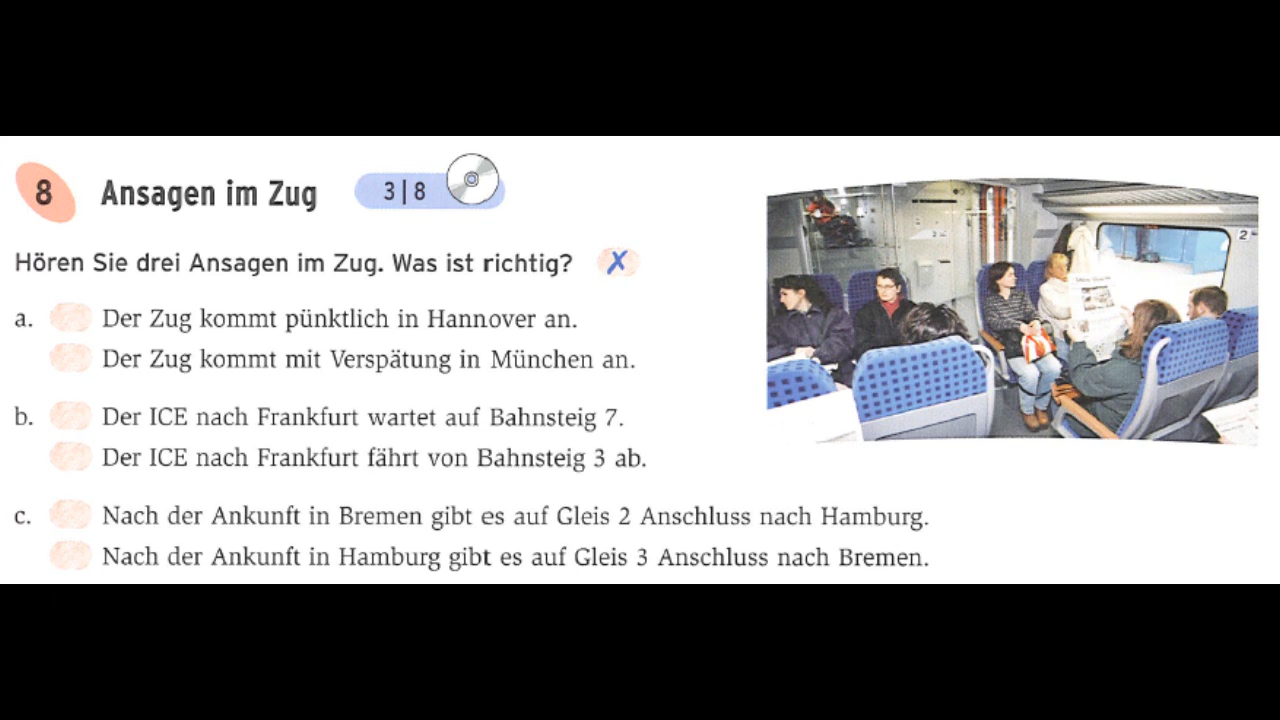 8 Ansagen im Zug 3|8
Hören Sie drei Ansagen im Zug. Was ist richtig? X
a. Der Zug kommt pünktlich in Hannover an.
Der Zug kommt mit Verspätung in München an.
b. Der ICE nach Frankfurt wartet auf Bahnsteig 7.
Der ICE nach Frankfurt fährt von Bahnsteig 3 ab.
c. Nach der Ankunft in Bremen gibt es auf Gleis 2 Anschluss nach Hamburg.
Nach der Ankunft in Hamburg gibt es auf Gleis 3 Anschluss nach Bremen.
2